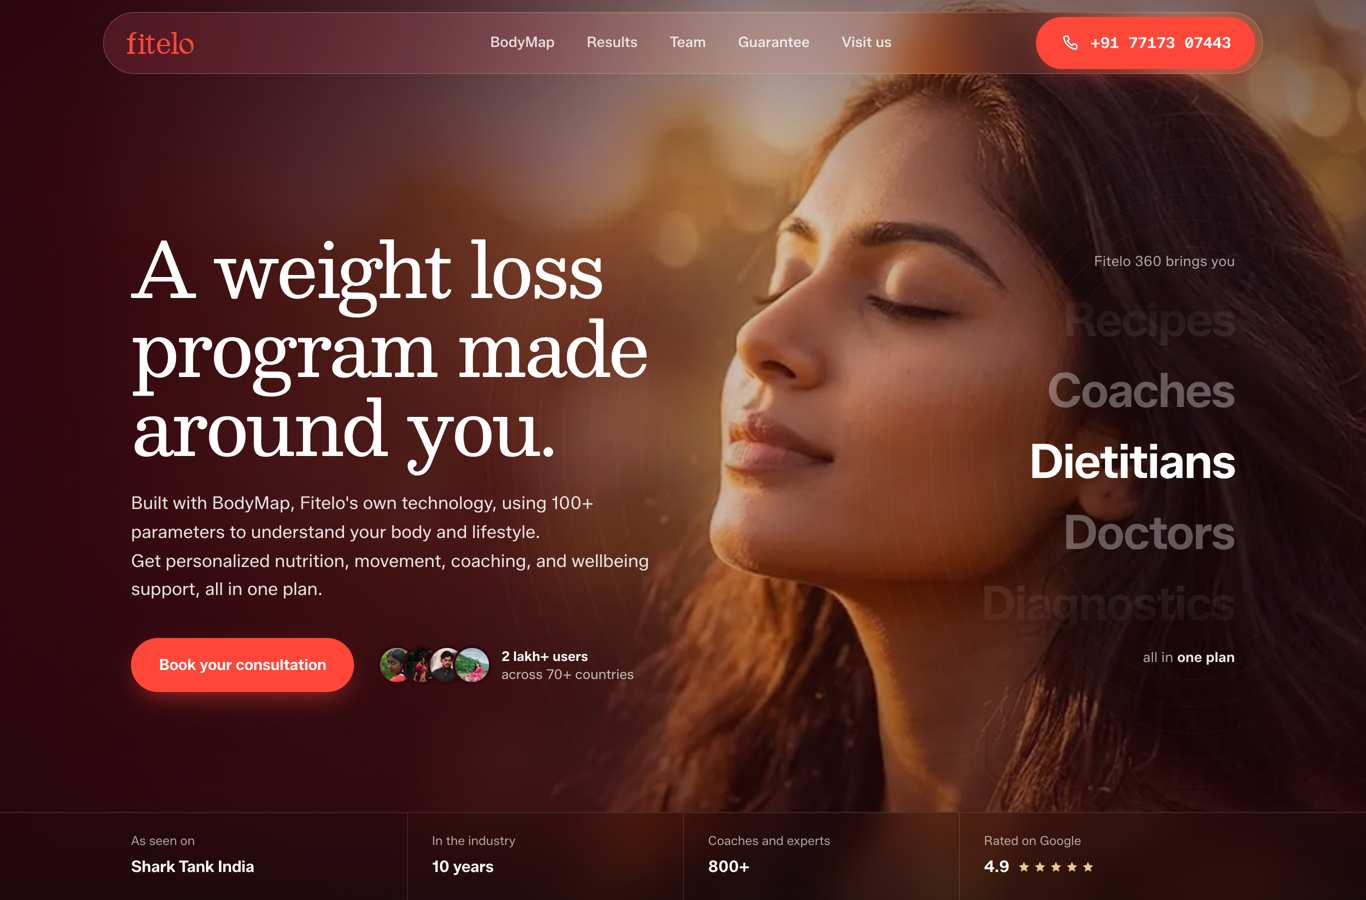 fitelo
BodyMap
Results
Team
Guarantee
Visit us
+91 77173 07443
A weight loss
program made
around you.
Built with BodyMap, Fitelo's own technology, using 100+
parameters to understand your body and lifestyle.
Get personalized nutrition, movement, coaching, and wellbeing
support, all in one plan.
Book your consultation
2 lakh+ users
across 70+ countries
Fitelo 360 brings you
Recipes
Coaches
Dietitians
Doctors
Diagnostics
all in one plan
As seen on
Shark Tank India
In the industry
10 years
Coaches and experts
800+
Rated on Google
4.9 ★★★★★